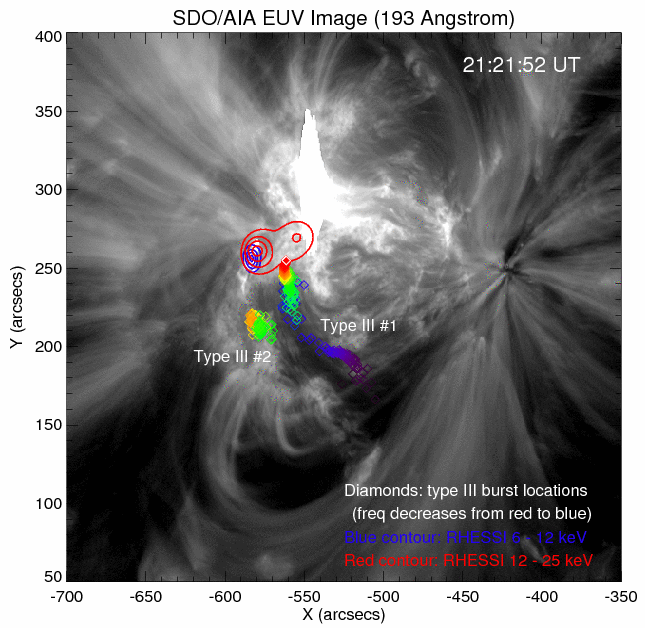 SDO/AIA EUV Image (193 Angstrom)
21:21:52 UT
Y (arcsecs)
400
350
300
250
200
150
100
50
Type III #1
Type III #2
Diamonds: type III burst locations
(freq decreases from red to blue)
Blue contour: RHESSI 6 - 12 keV
Red contour: RHESSI 12 - 25 keV
-700 -650 -600 -550 -500 -450 -400 -350
X (arcsecs)